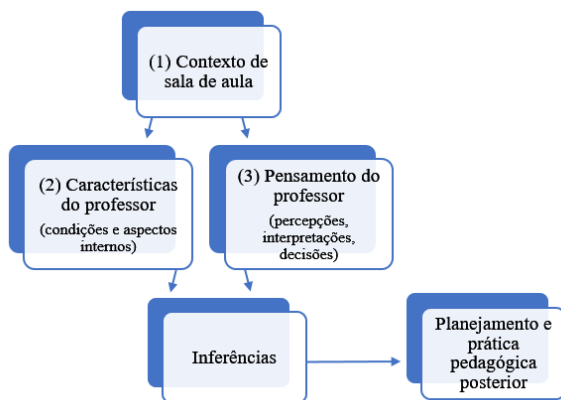 (1) Contexto de
sala de aula
(2) Características
do professor
(condições e aspectos
internos)
(3) Pensamento do
professor
(percepções,
interpretações,
decisões)
Inferências
Planejamento e
prática
pedagógica
posterior